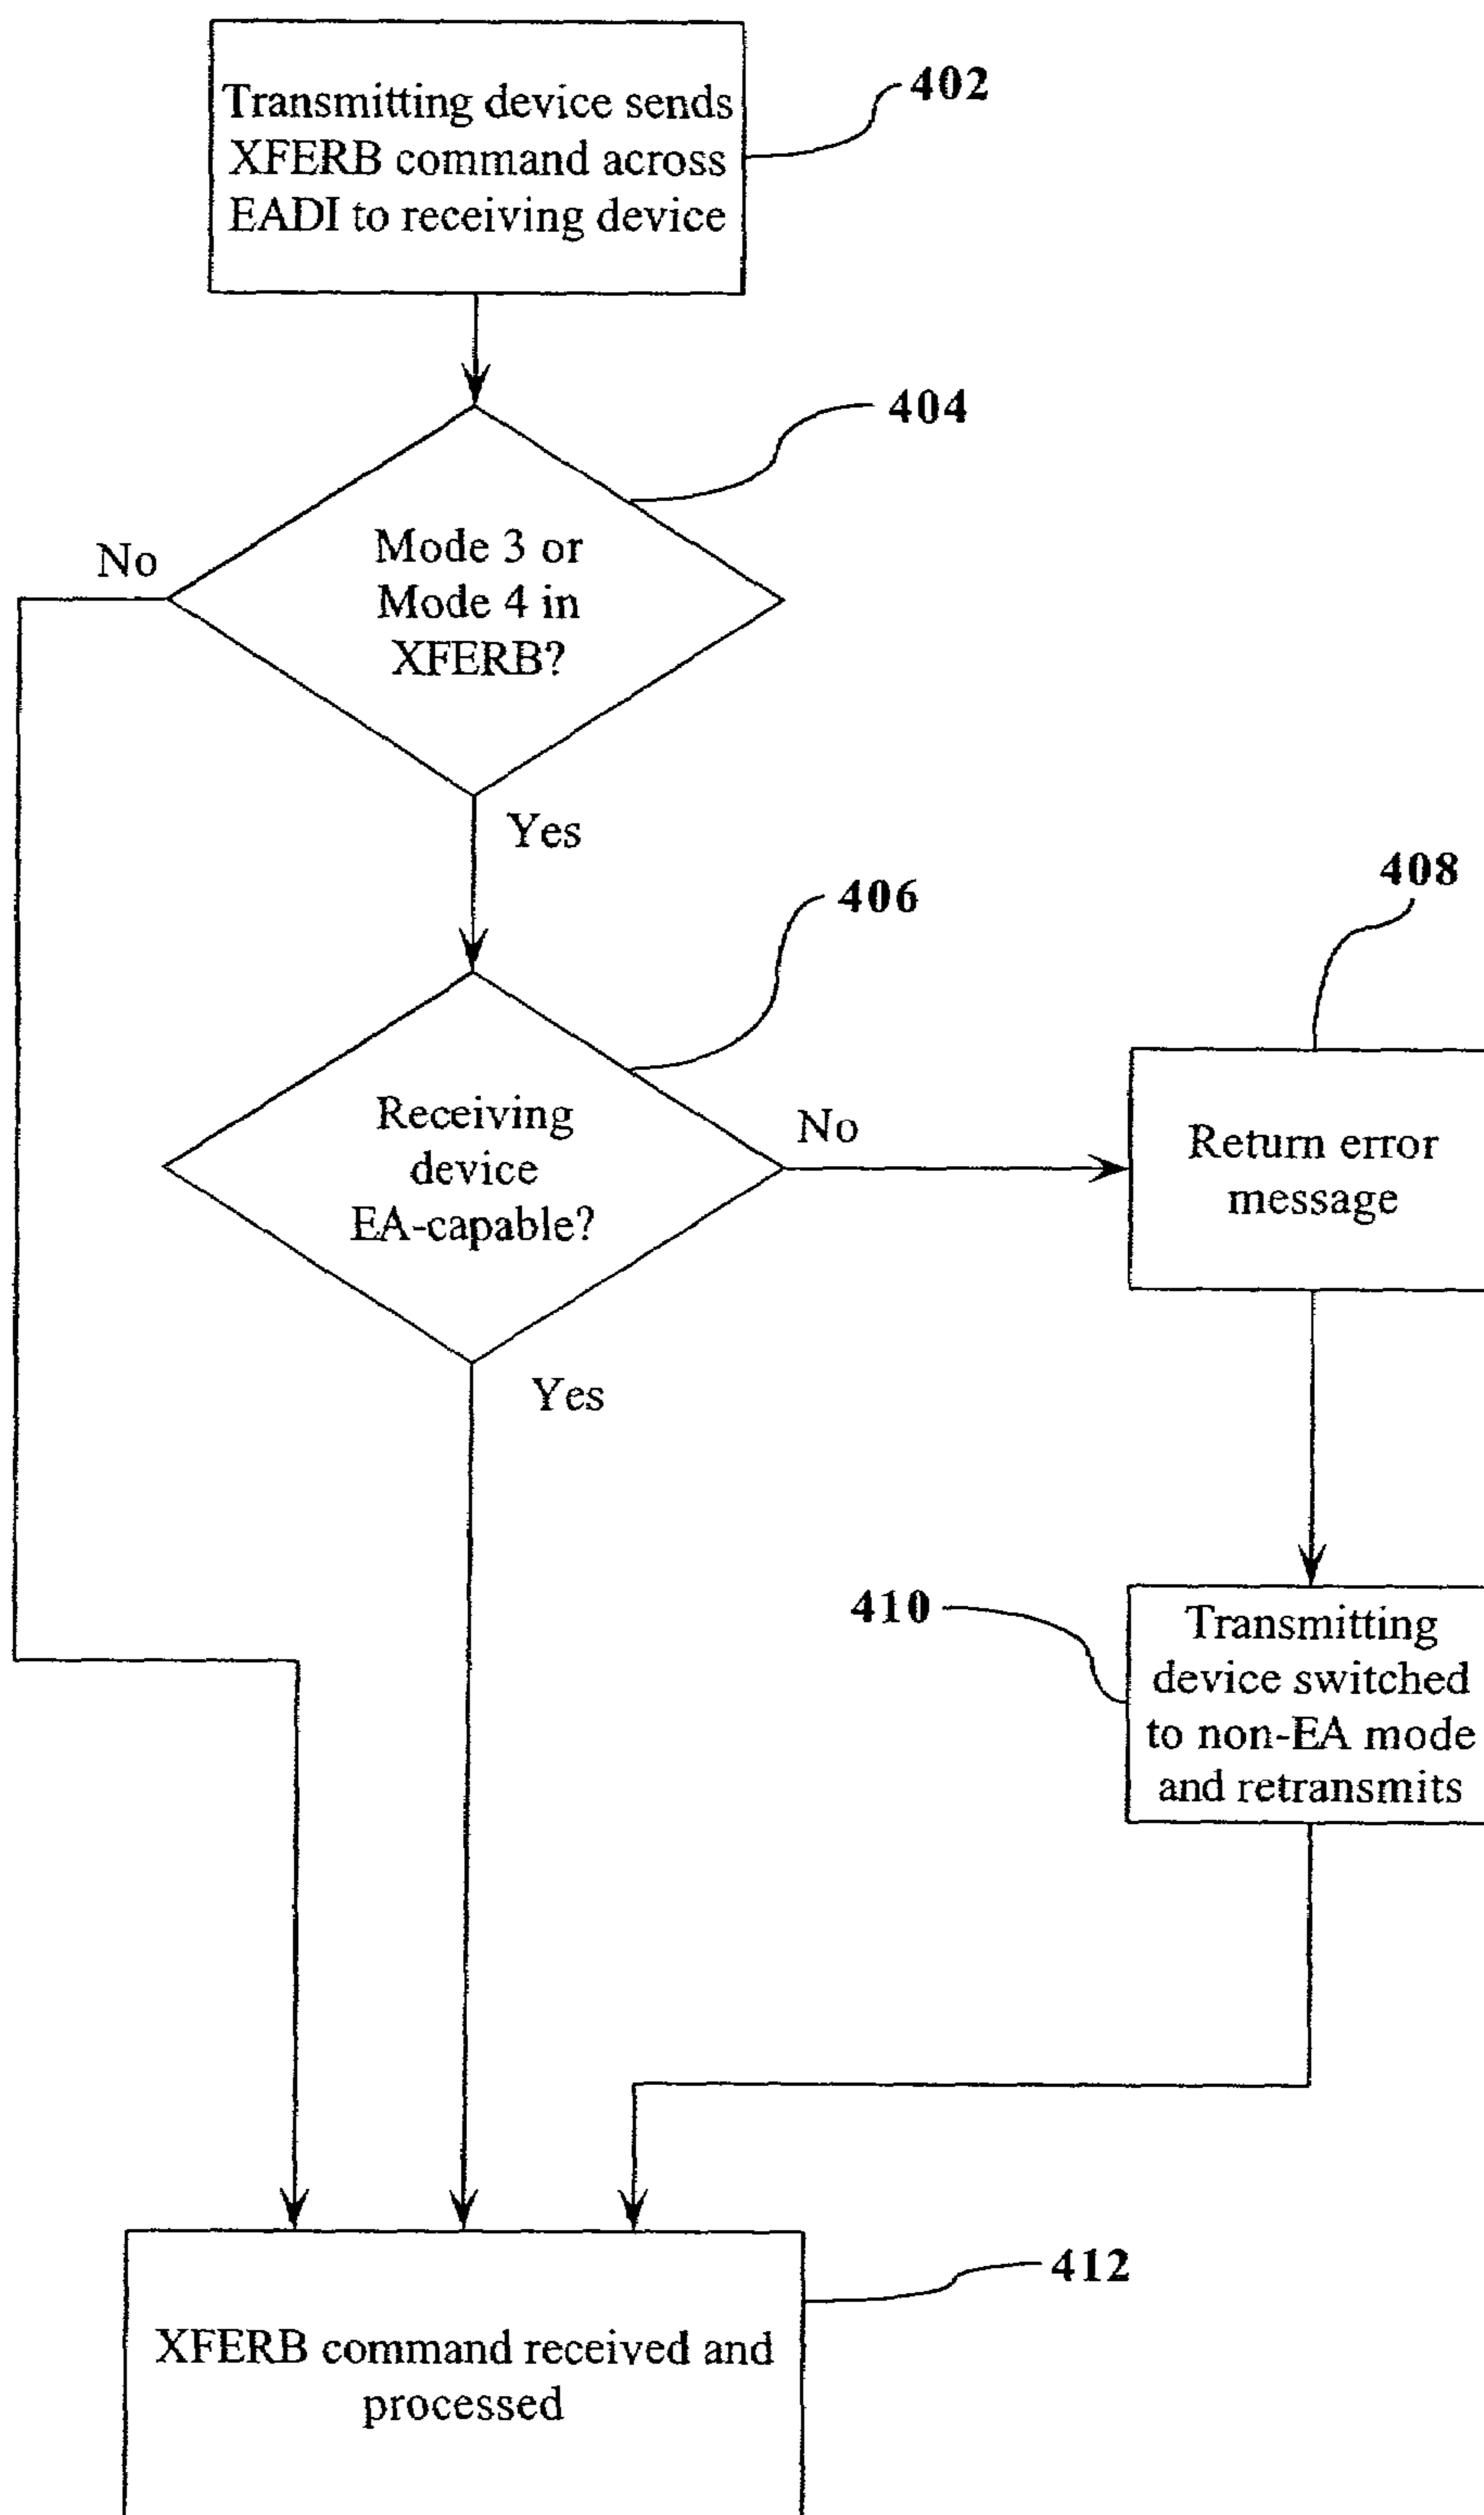 Transmitting device sends
XFERB command across
EADI to receiving device
402
404
Mode 3 or
Mode 4 in
XFERB?
No
Yes
406
408
Receiving
device
EA-capable?
No
Return error
message
Yes
410
Transmitting
device switched
to non-EA mode
and retransmits
412
XFERB command received and
processed